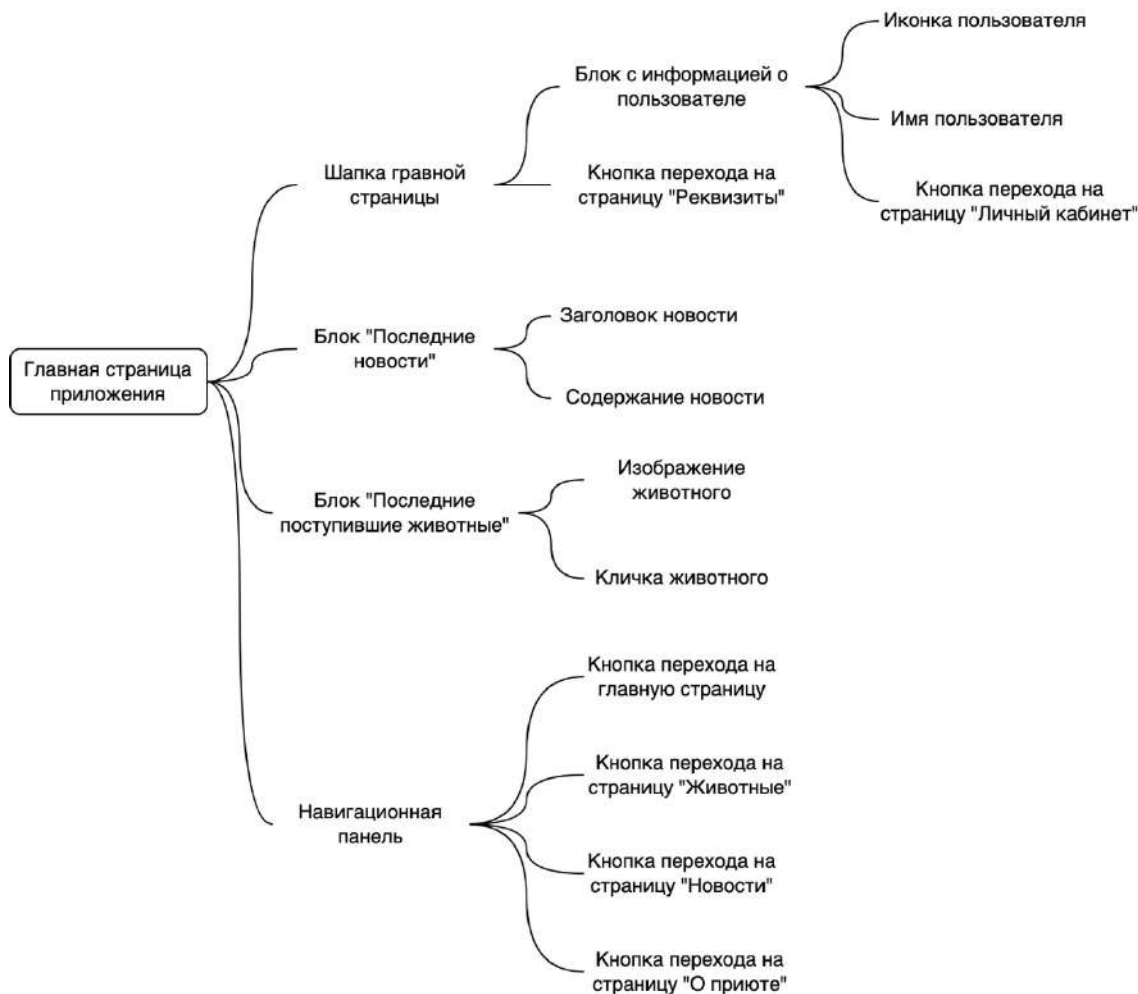 Иконка пользователя
Блок с информацией о
пользователе
Имя пользователя
Шапка гравной
страницы
Кнопка перехода на
страницу "Реквизиты"
Кнопка перехода на
страницу "Личный кабинет"
Главная страница
приложения
Блок "Последние
новости"
Заголовок новости
Содержание новости
Блок "Последние
поступившие животные"
Изображение
животного
Кличка животного
Навигационная
панель
Кнопка перехода на
главную страницу
Кнопка перехода на
страницу "Животные"
Кнопка перехода на
страницу "Новости"
Кнопка перехода на
страницу "О приюте"